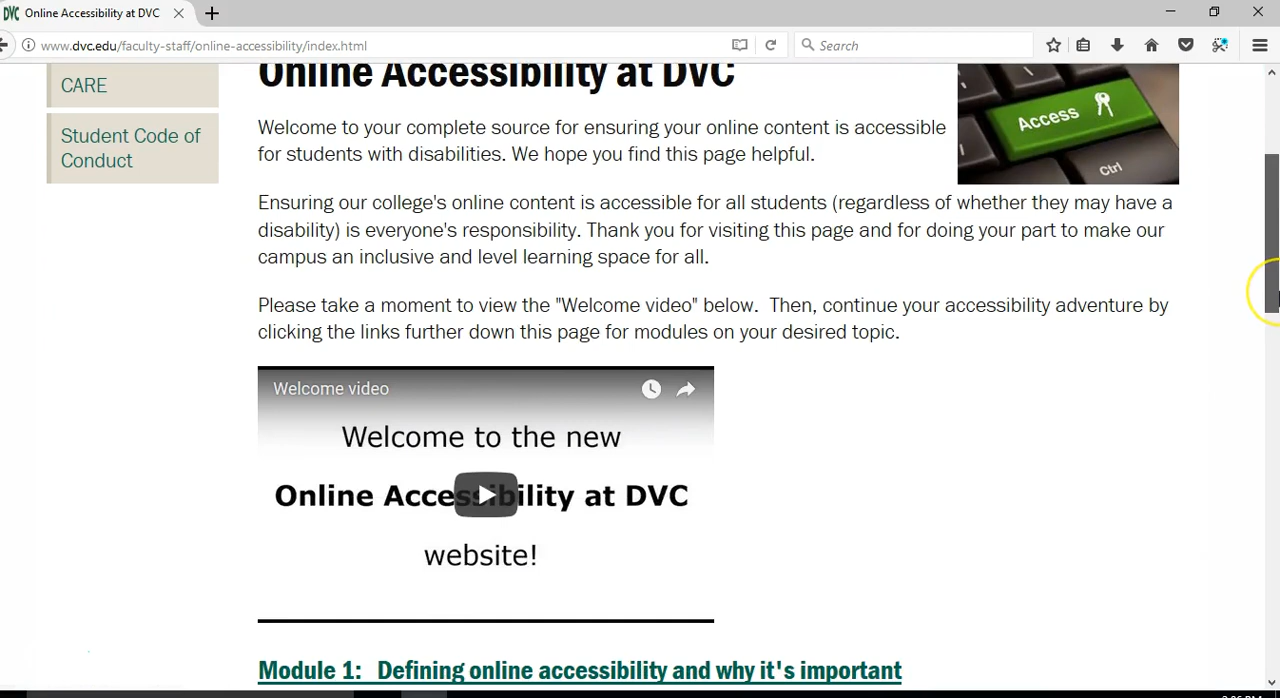 DVC Online Accessibility at DVC
www.dvc.edu/faculty-staff/online-accessibility/index.html
Search
CARE
Student Code of
Conduct
Online Accessibility at DVC
Welcome to your complete source for ensuring your online content is accessible
for students with disabilities. We hope you find this page helpful.
Access
Ctrl
Ensuring our college's online content is accessible for all students (regardless of whether they may have a
disability) is everyone's responsibility. Thank you for visiting this page and for doing your part to make our
campus an inclusive and level learning space for all.
Please take a moment to view the "Welcome video" below. Then, continue your accessibility adventure by
clicking the links further down this page for modules on your desired topic.
Welcome video
Welcome to the new
Online Accessibility at DVC
website!
Module 1: Defining online accessibility and why it's important